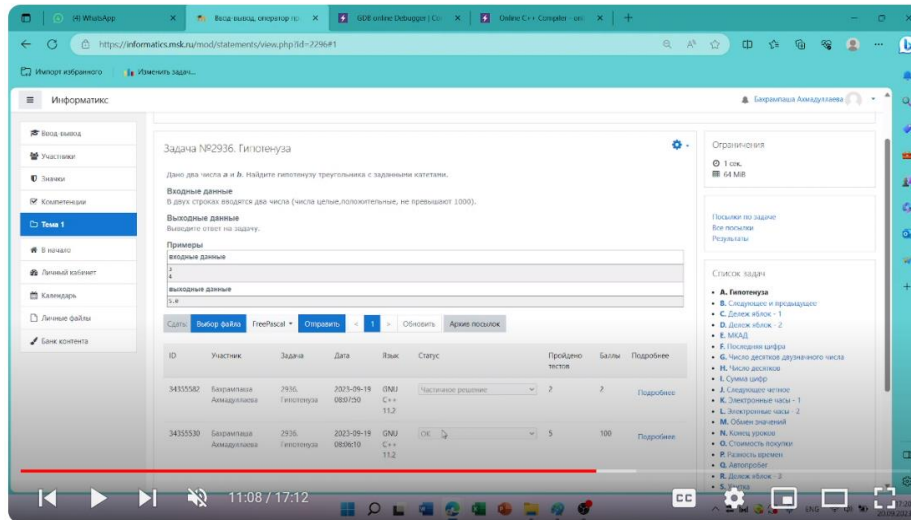 (4) WhatsApp
Ввод-вывод, оператор пр
GDB online Debugger | Co
Online C++ Compiler - onl
https://informatics.msk.ru/mod/statements/view.php?id=2296#1
Импорт избранного
Изменить задач...
Информатикс
Бахрампаша Ахмадуллаева
Ввод-вывод
Участники
Значки
Компетенции
Тема 1
В начало
Личный кабинет
Календарь
Личные файлы
Банк контента
Задача №2936. Гипотенуза
Дано два числа a и b. Найдите гипотенузу треугольника с заданными катетами.
Входные данные
В двух строках вводятся два числа (числа целые,положительные, не превышают 1000).
Выходные данные
Выведите ответ на задачу.
Примеры
входные данные
3
4
выходные данные
5.0
Сдать: Выбор файла FreePascal Отправить < 1 > Обновить Архив посылок
ID Участник Задача Дата Язык Статус Пройдено тестов Баллы Подробнее
34355582 Бахрампаша Ахмадуллаева 2936. Гипотенуза 2023-09-19 08:07:50 GNU C++ 11.2 Частичное решение 2 2 Подробнее
34355530 Бахрампаша Ахмадуллаева 2936. Гипотенуза 2023-09-19 08:06:10 GNU C++ 11.2 OK 5 100 Подробнее
Ограничения
1 сек.
64 MiB
Посылки по задаче
Все посылки
Результаты
Список задач
A. Гипотенуза
B. Следующее и предыдущее
C. Дележ яблок - 1
D. Дележ яблок - 2
E. МКАД
F. Последняя цифра
G. Число десятков двузначного числа
H. Число десятков
I. Сумма цифр
J. Следующее четное
K. Электронные часы - 1
L. Электронные часы - 2
M. Обмен значений
N. Конец уроков
O. Стоимость покупки
P. Разность времен
Q. Автопробег
R. Дележ яблок - 3
11:08 / 17:12
CC
ENG